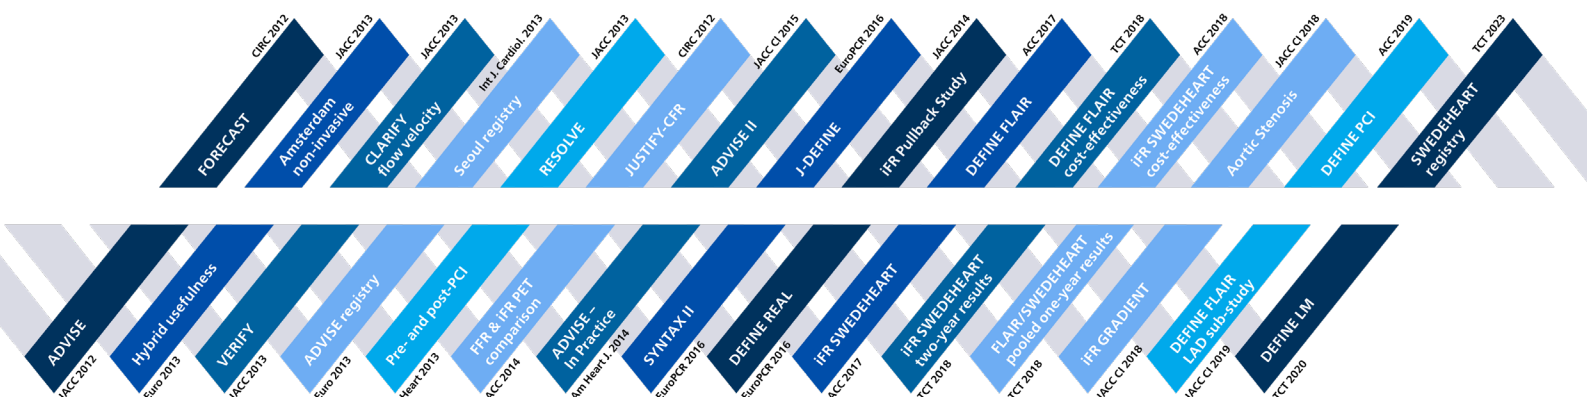 CIRC 2012
FORECAST
JACC 2013
Amsterdam
non-invasive
JACC 2013
CLARIFY
flow velocity
Int J. Cardiol. 2013
Seoul registry
JACC 2013
RESOLVE
CIRC 2012
JUSTIFY-CFR
JACC CI 2015
ADVISE II
EuroPCR 2016
J-DEFINE
JACC 2014
iFR Pullback Study
ACC 2017
DEFINE FLAIR
TCT 2018
DEFINE FLAIR
cost-effectiveness
ACC 2018
iFR SWEDEHEART
cost-effectiveness
JACC CI 2018
Aortic Stenosis
ACC 2019
DEFINE PCI
TCT 2023
SWEDEHEART
registry
ADVISE
JACC 2012
Hybrid usefulness
Euro 2013
VERIFY
JACC 2013
ADVISE registry
Euro 2013
Pre- and post-PCI
Heart 2013
FFR & iFR PET
comparison
ACC 2014
ADVISE –
In Practice
Am Heart J. 2014
SYNTAX II
EuroPCR 2016
DEFINE REAL
EuroPCR 2016
iFR SWEDEHEART
ACC 2017
iFR SWEDEHEART
two-year results
TCT 2018
FLAIR/SWEDEHEART
pooled one-year results
TCT 2018
iFR GRADIENT
JACC CI 2018
DEFINE FLAIR
LAD sub-study
JACC CI 2019
DEFINE LM
TCT 2020